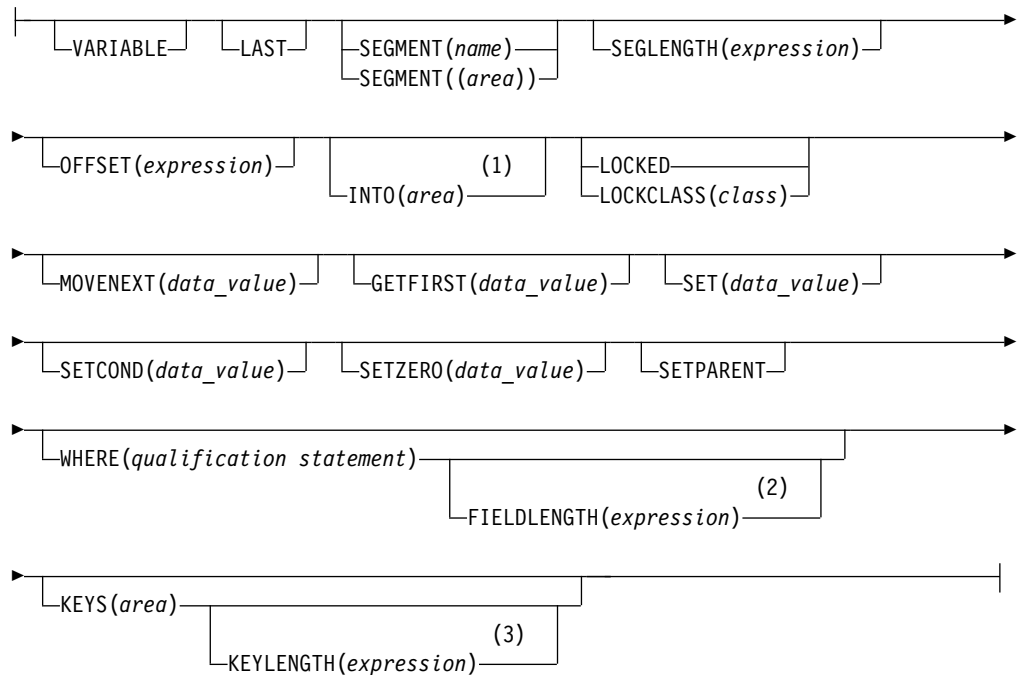 VARIABLE LAST SEGMENT(name) SEGLENGTH(expression)
SEGMENT((area))
OFFSET(expression) (1) LOCKED
INTO(area) LOCKCLASS(class)
MOVENEXT(data_value) GETFIRST(data_value) SET(data_value)
SETCOND(data_value) SETZERO(data_value) SETPARENT
WHERE(qualification statement)
(2)
FIELDLENGTH(expression)
KEYS(area)
(3)
KEYLENGTH(expression)